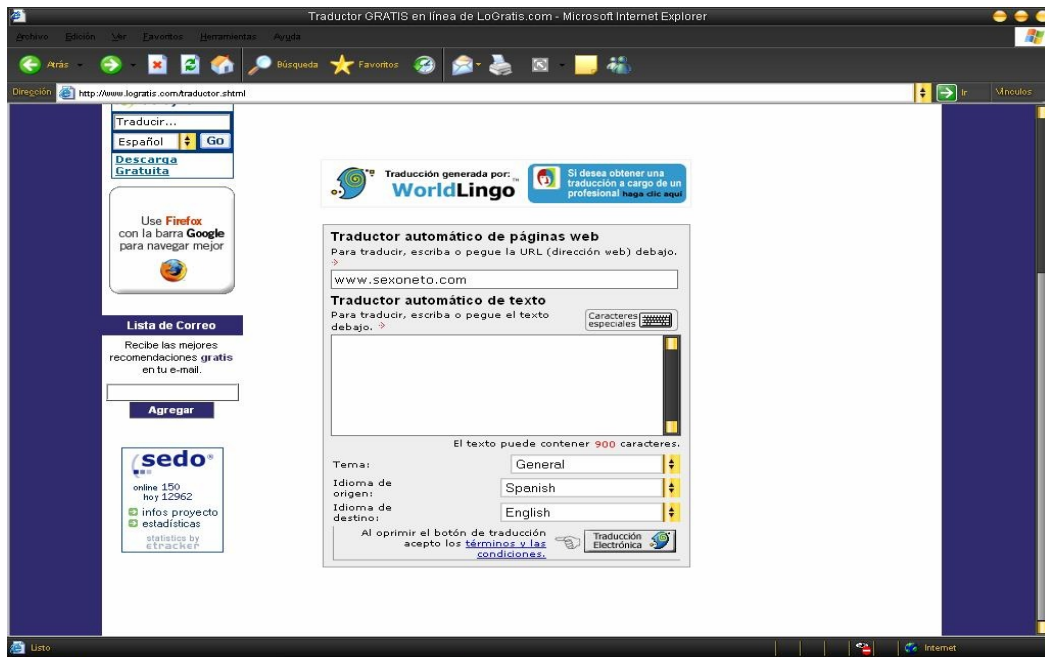 Traductor GRATIS en línea de LoGratis.com - Microsoft Internet Explorer
Archivo Edición Ver Favoritos Herramientas Ayuda
Atrás Búsqueda Favoritos
Dirección http://www.logratis.com/traductor.shtml Ir Vínculos
Traducir...
Español Go
Descarga
Gratuita
Use Firefox
con la barra Google
para navegar mejor
Lista de Correo
Recibe las mejores
recomendaciones gratis
en tu e-mail.
Agregar
sedo
online 150
hoy 12962
infos proyecto
estadísticas
statistics by
etracker
Traducción generada por:
WorldLingo
Si desea obtener una
traducción a cargo de un
profesional haga clic aquí
Traductor automático de páginas web
Para traducir, escriba o pegue la URL (dirección web) debajo.
www.sexoneto.com
Traductor automático de texto
Para traducir, escriba o pegue el texto
debajo.
Caracteres
especiales
El texto puede contener 900 caracteres.
Tema: General
Idioma de
origen: Spanish
Idioma de
destino: English
Al oprimir el botón de traducción
acepto los términos y las
condiciones.
Traducción
Electrónica
Listo Internet